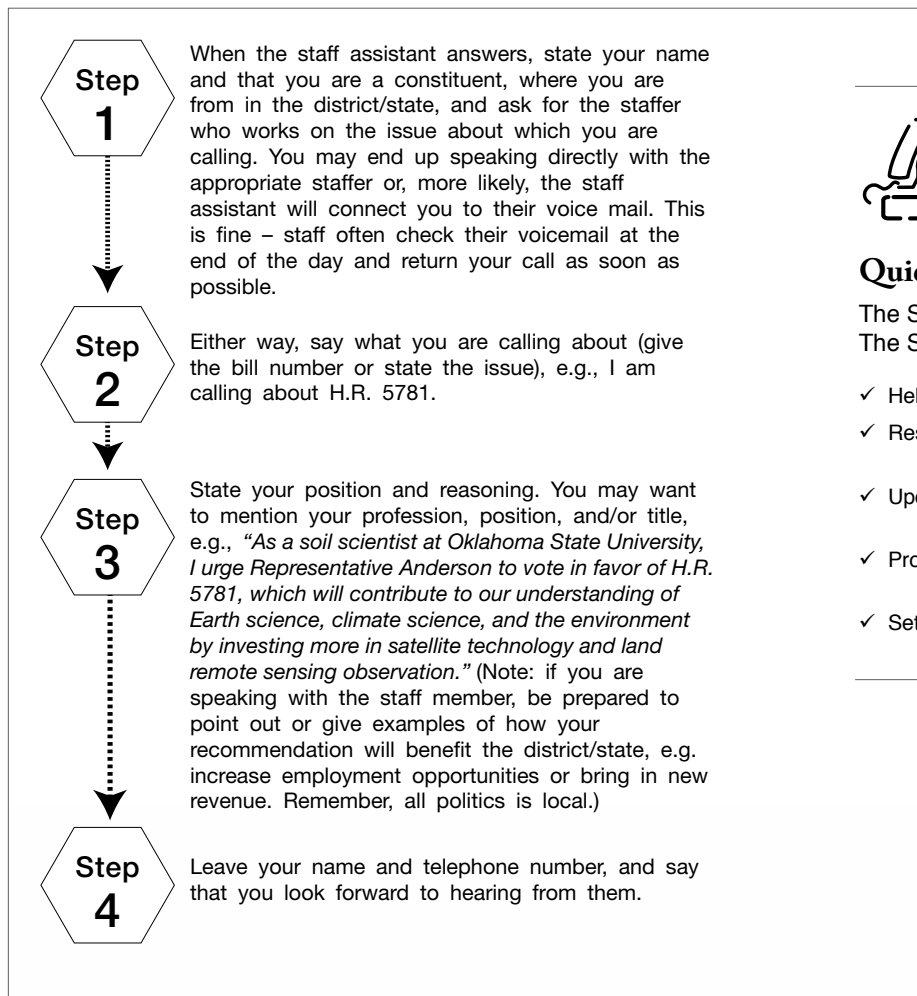 Step
1
When the staff assistant answers, state your name
and that you are a constituent, where you are
from in the district/state, and ask for the staffer
who works on the issue about which you are
calling. You may end up speaking directly with the
appropriate staffer or, more likely, the staff
assistant will connect you to their voice mail. This
is fine – staff often check their voicemail at the
end of the day and return your call as soon as
possible.
Step
2
Either way, say what you are calling about (give
the bill number or state the issue), e.g., I am
calling about H.R. 5781.
Step
3
State your position and reasoning. You may want
to mention your profession, position, and/or title,
e.g., “As a soil scientist at Oklahoma State University,
I urge Representative Anderson to vote in favor of H.R.
5781, which will contribute to our understanding of
Earth science, climate science, and the environment
by investing more in satellite technology and land
remote sensing observation.” (Note: if you are
speaking with the staff member, be prepared to
point out or give examples of how your
recommendation will benefit the district/state, e.g.
increase employment opportunities or bring in new
revenue. Remember, all politics is local.)
Step
4
Leave your name and telephone number, and say
that you look forward to hearing from them.
The
The